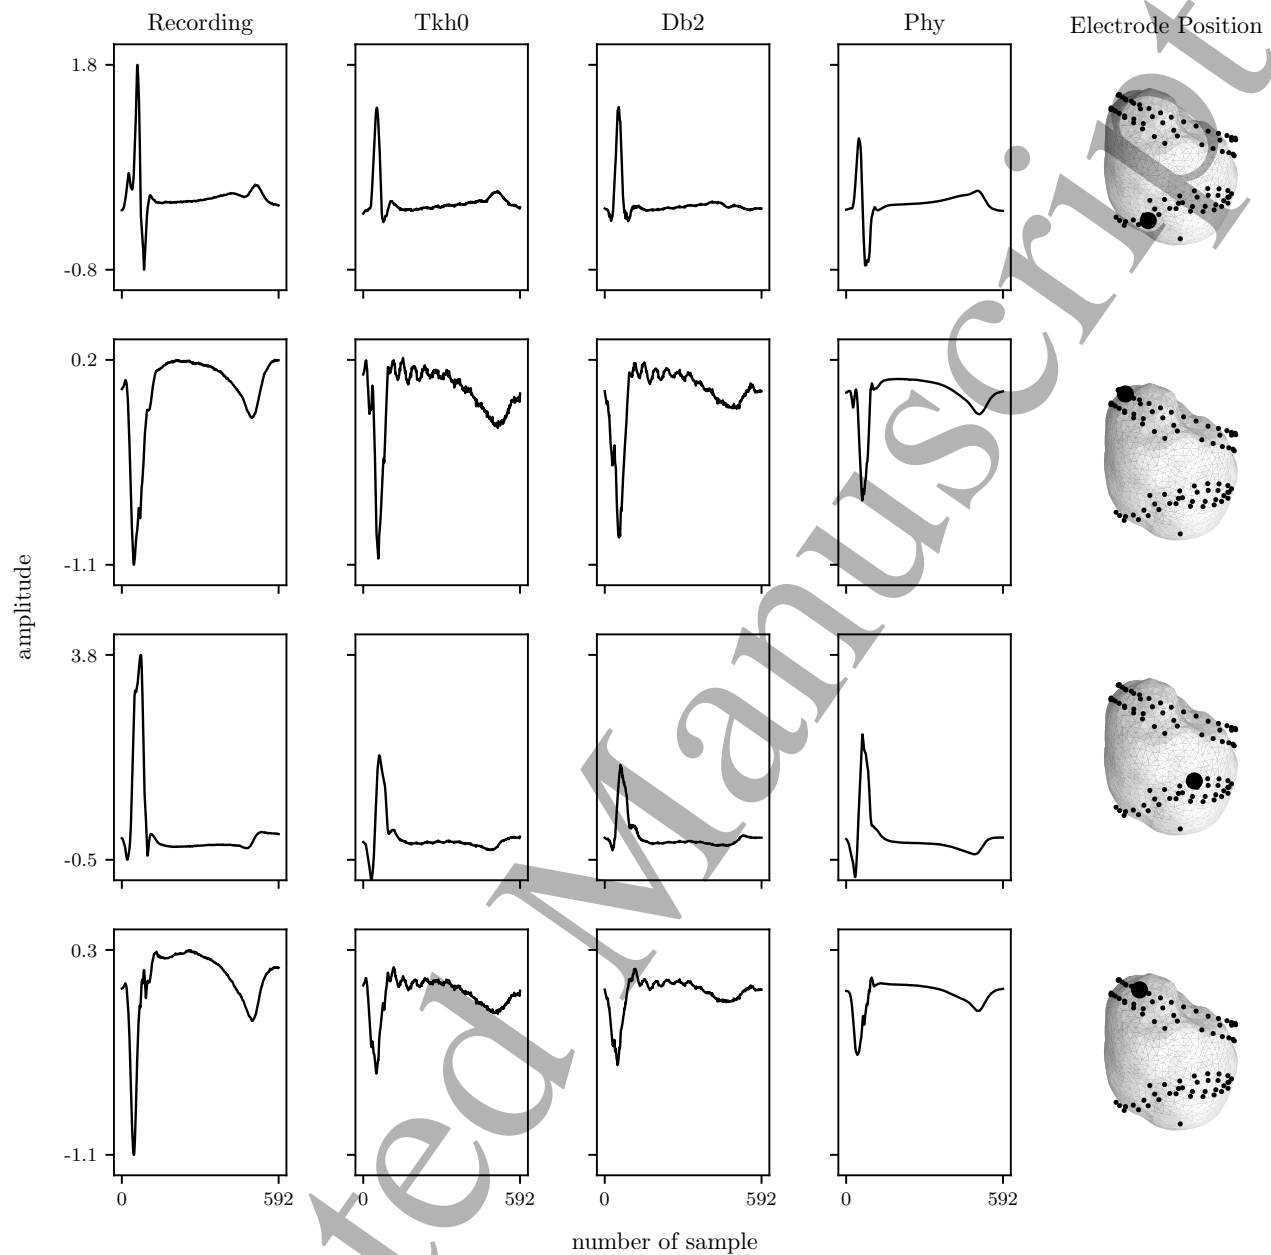 Recording Tkh0 Db2 Phy Electrode Position
1.8
-0.8
0.2
-1.1
amplitude
3.8
-0.5
0.3
-1.1
0 592 0 592 0 592 0 592
number of sample
ted Manuscript